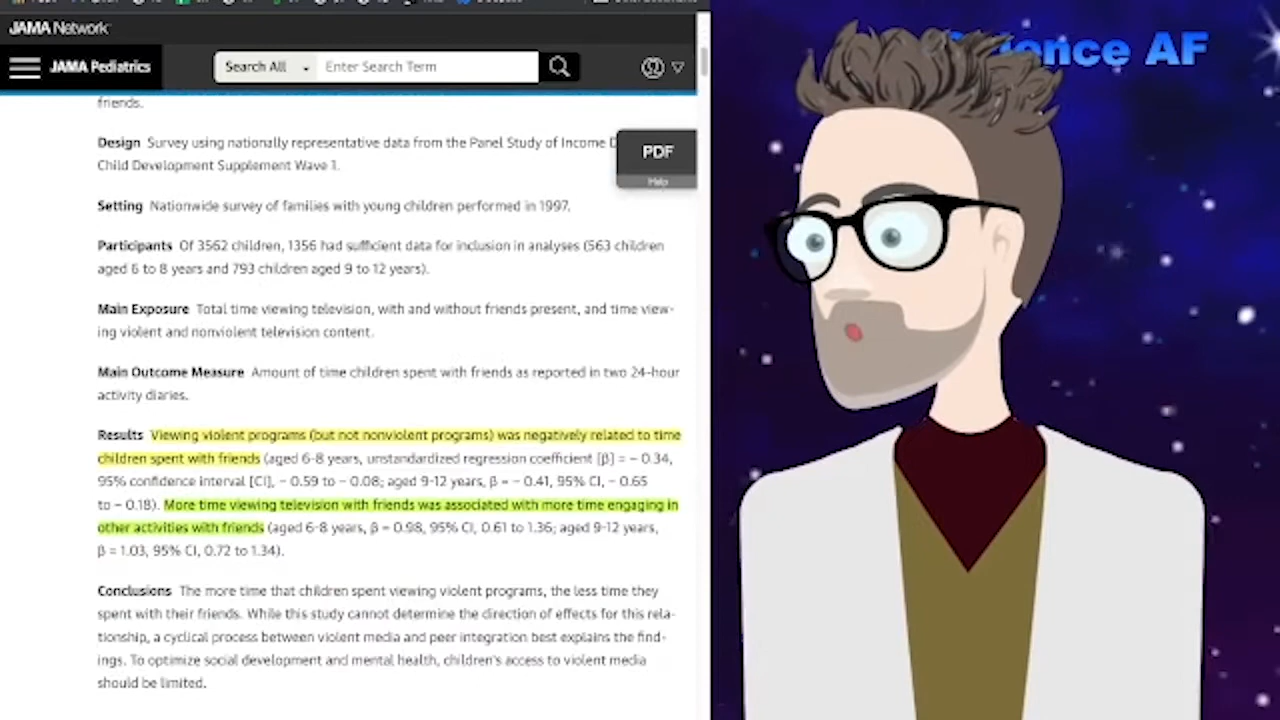 JAMA Network
JAMA Pediatrics
Search All
Enter Search Term
friends.
Design Survey using nationally representative data from the Panel Study of Income D
Child Development Supplement Wave 1.
PDF
Help
Setting Nationwide survey of families with young children performed in 1997.
Participants Of 3562 children, 1356 had sufficient data for inclusion in analyses (563 children
aged 6 to 8 years and 793 children aged 9 to 12 years).
Main Exposure Total time viewing television, with and without friends present, and time view-
ing violent and nonviolent television content.
Main Outcome Measure Amount of time children spent with friends as reported in two 24-hour
activity diaries.
Results Viewing violent programs (but not nonviolent programs) was negatively related to time
children spent with friends (aged 6-8 years, unstandardized regression coefficient [β] = − 0.34,
95% confidence interval [CI], − 0.59 to − 0.08; aged 9-12 years, β = − 0.41, 95% CI, − 0.65
to − 0.18). More time viewing television with friends was associated with more time engaging in
other activities with friends (aged 6-8 years, β = 0.98, 95% CI, 0.61 to 1.36; aged 9-12 years,
β = 1.03, 95% CI, 0.72 to 1.34).
Conclusions The more time that children spent viewing violent programs, the less time they
spent with their friends. While this study cannot determine the direction of effects for this rela-
tionship, a cyclical process between violent media and peer integration best explains the find-
ings. To optimize social development and mental health, children's access to violent media
should be limited.
ence AF